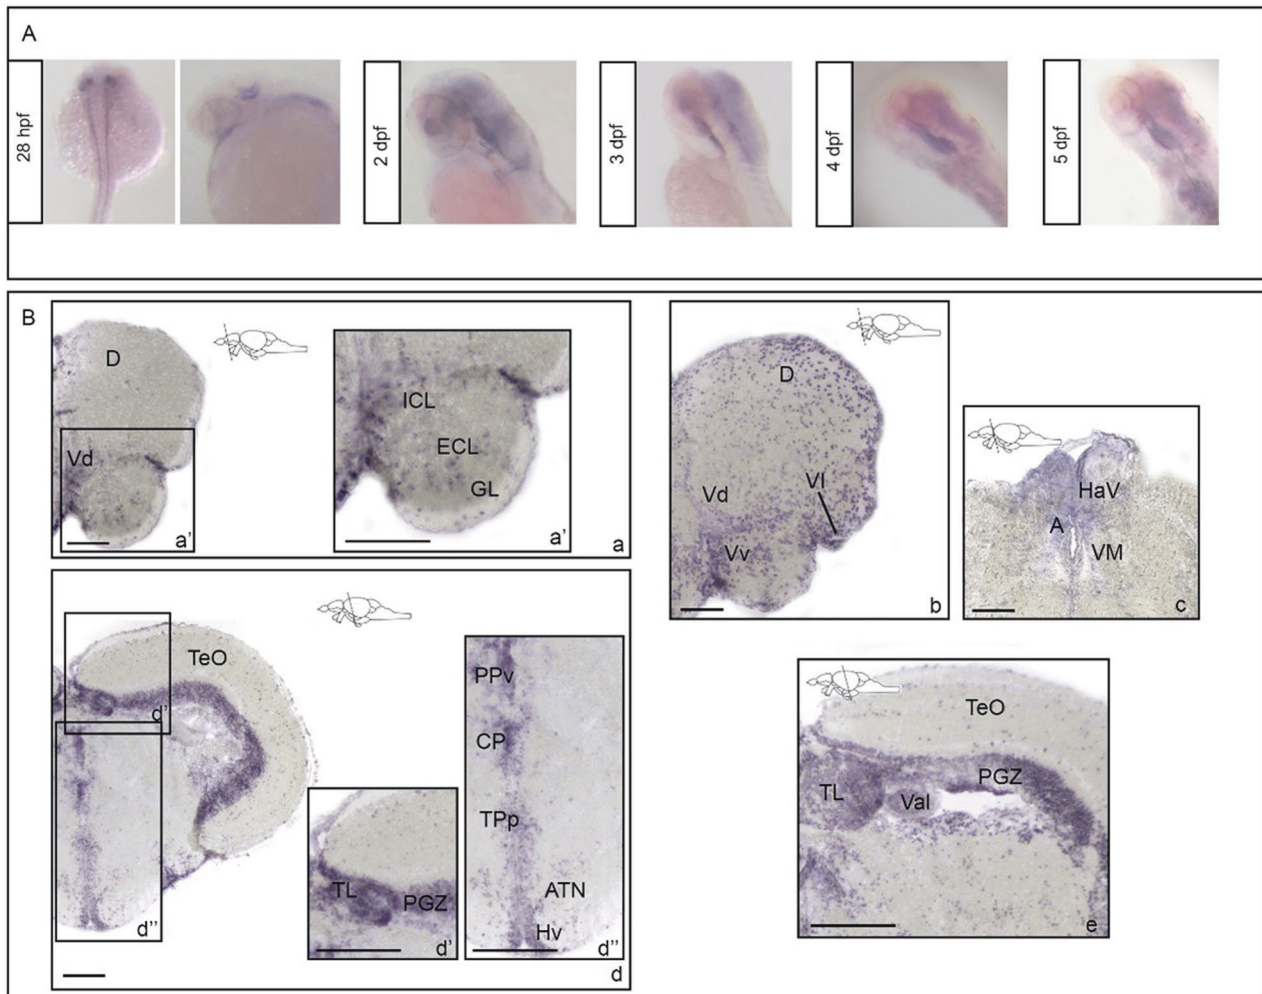 A
28 hpf
2 dpf
3 dpf
4 dpf
5 dpf
B
D
Vd
a'
ICL
ECL
GL
a
D
Vd
Vl
Vv
b
HaV
A
VM
c
TeO
d'
d''
TL
PGZ
d'
PPv
CP
TPp
ATN
Hv
d''
d
TeO
PGZ
TL
Val
e